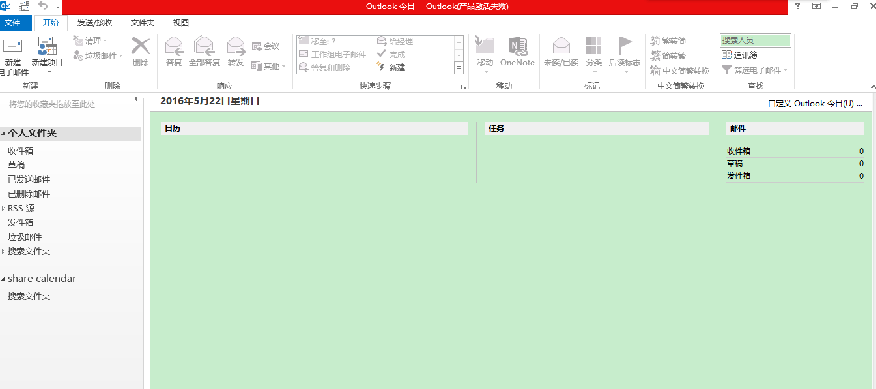 Outlook 今日 - Outlook(产品激活失败)
文件 开始 发送/接收 文件夹 视图
新建
电子邮件
新建项目
新建
清理
垃圾邮件
删除
删除
答复 全部答复 转发
会议
其他
响应
移至: ?
工作组电子邮件
答复和删除
待经理
完成
新建
快速步骤
移动 OneNote
移动
未读/已读 分类 后续标志
标记
繁转简
简转繁
中文简繁转换
中文简繁转换
搜索人员
通讯簿
筛选电子邮件
查找
将您的收藏夹拖放至此处
个人文件夹
收件箱
草稿
已发送邮件
已删除邮件
RSS 源
发件箱
垃圾邮件
搜索文件夹
share calendar
搜索文件夹
2016年5月22日星期日
自定义 Outlook 今日(U) ...
日历
任务
邮件
收件箱 0
草稿 0
发件箱 0